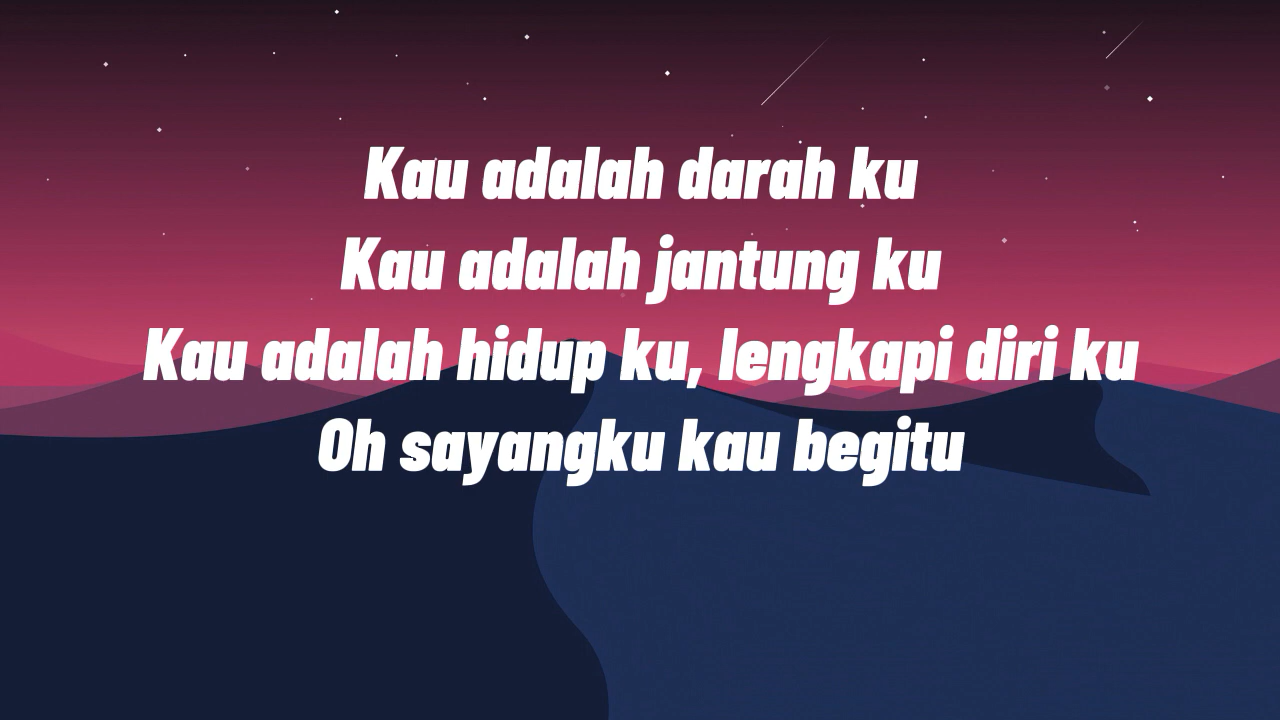 Kau adalah darah ku
Kau adalah jantung ku
Kau adalah hidup ku, lengkapi diri ku
Oh sayangku kau begitu